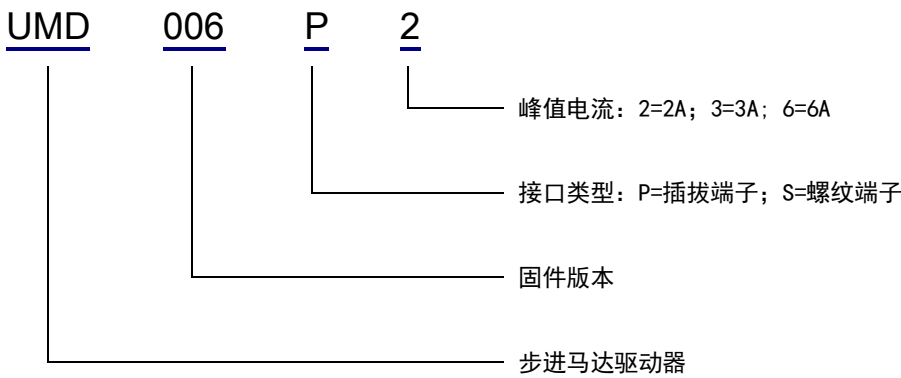 UMD 006 P 2
峰值电流：2=2A；3=3A；6=6A
接口类型：P=插拔端子；S=螺纹端子
固件版本
步进马达驱动器